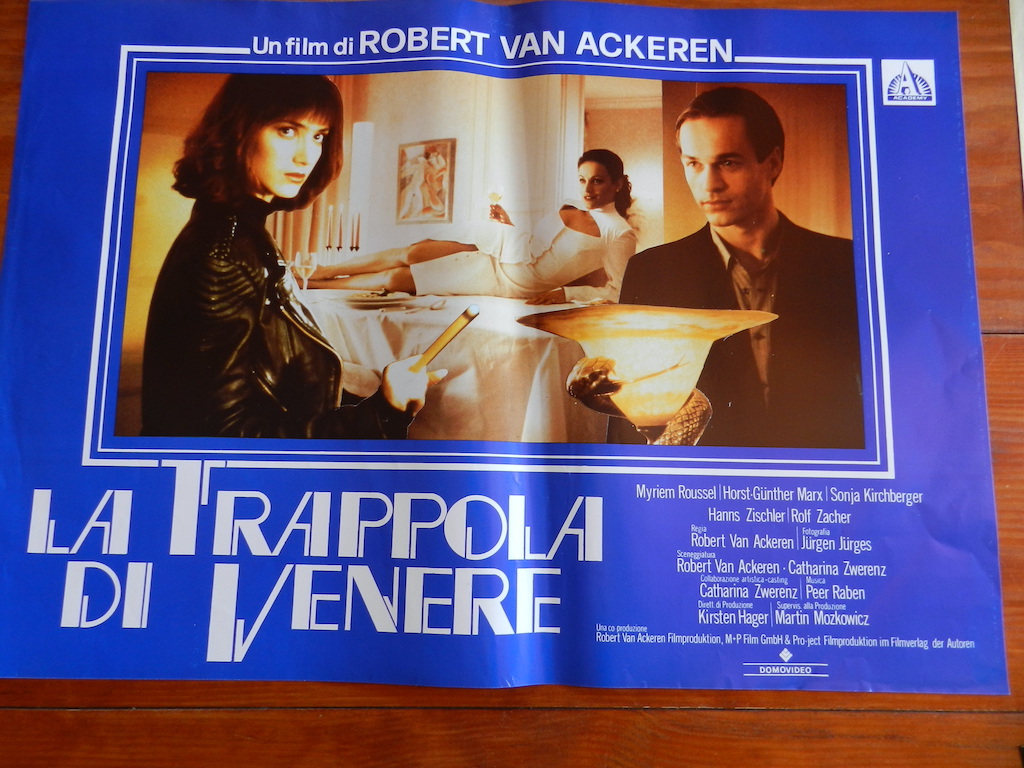 Un film di ROBERT VAN ACKEREN
ACADEMY
LA TRAPPOLA
DI VENERE
Myriem Roussel | Horst-Günther Marx | Sonja Kirchberger
Hanns Zischler | Rolf Zacher
Regia Fotografia
Robert Van Ackeren | Jürgen Jürges
Sceneggiatura
Robert Van Ackeren · Catharina Zwerenz
Collaborazione artistica-casting Musica
Catharina Zwerenz | Peer Raben
Dirett. di Produzione Supervis. alla Produzione
Kirsten Hager | Martin Mozkowicz
Una co produzione
Robert Van Ackeren Filmproduktion, M+P Film GmbH & Pro-ject Filmproduktion im Filmverlag der Autoren
DOMOVIDEO